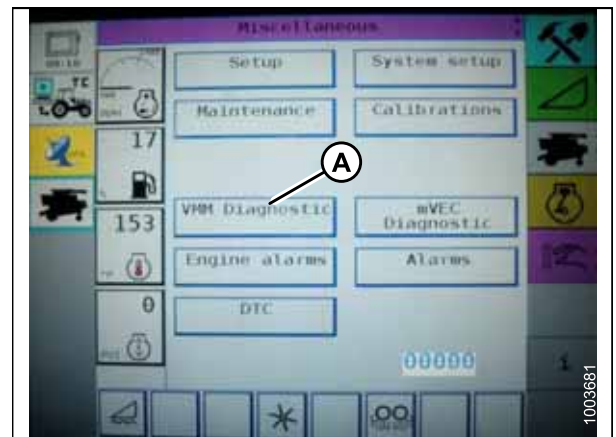 Miscellaneous
Setup
System setup
TC
Maintenance
Calibrations
17
A
VMM Diagnostic
mVEC
Diagnostic
153
Engine alarms
Alarms
0
DTC
00000
i
1003681